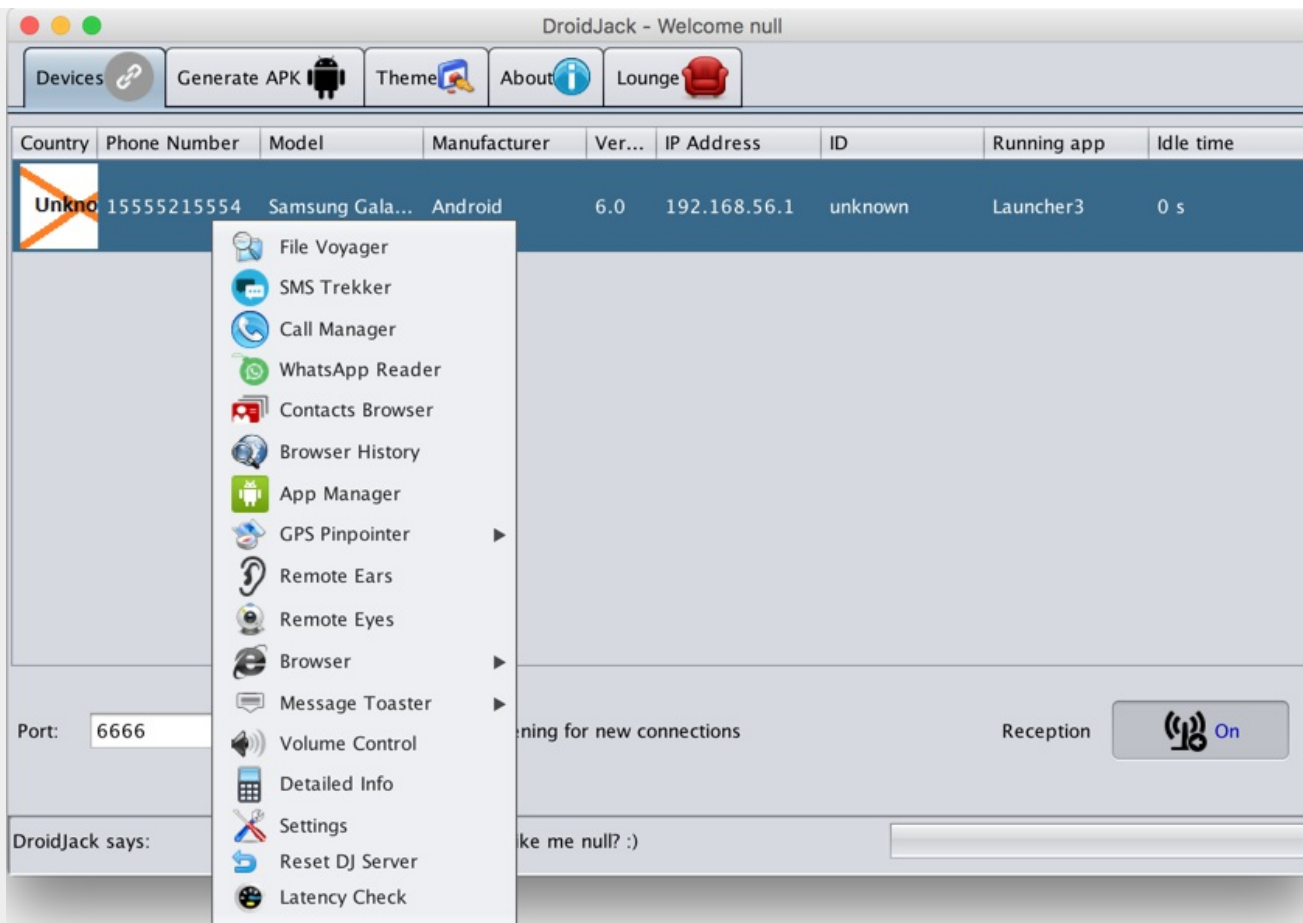 DroidJack - Welcome null
Devices Generate APK Theme About Lounge
Country Phone Number Model Manufacturer Ver... IP Address ID Running app Idle time
Unkno 15555215554 Samsung Gala... Android 6.0 192.168.56.1 unknown Launcher3 0 s
File Voyager
SMS Trekker
Call Manager
WhatsApp Reader
Contacts Browser
Browser History
App Manager
GPS Pinpointer
Remote Ears
Remote Eyes
Browser
Message Toaster
Port: 6666 ening for new connections Reception On
Volume Control
Detailed Info
Settings
DroidJack says: ike me null? :)
Reset DJ Server
Latency Check